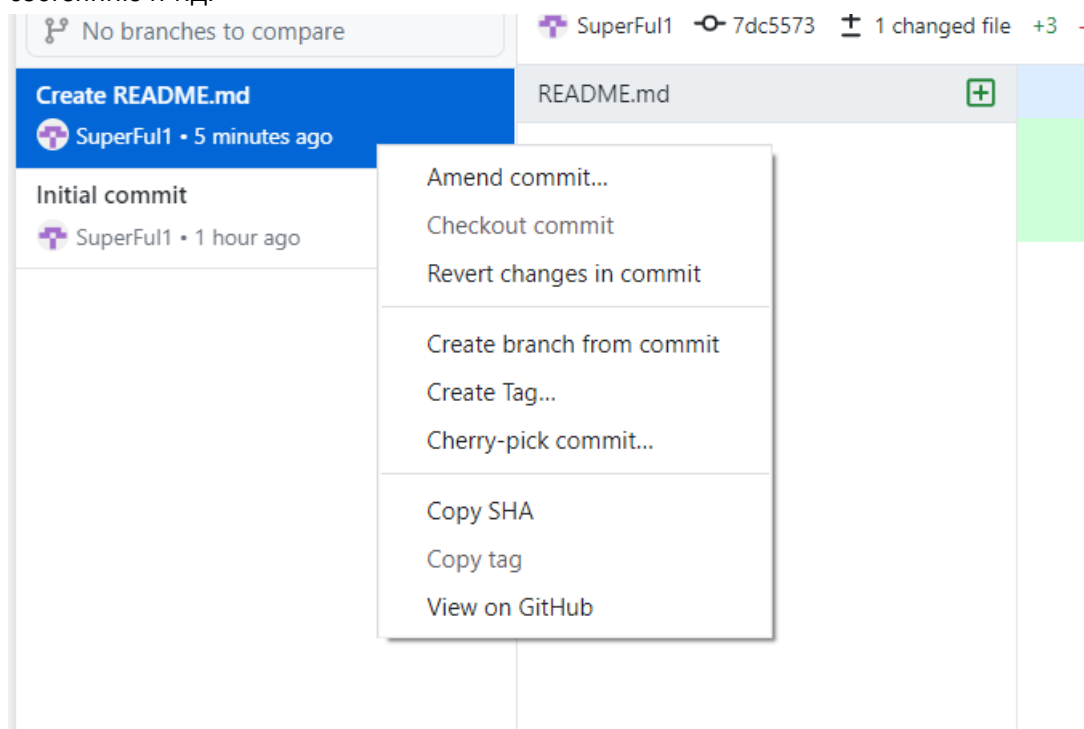 No branches to compare
SuperFul1 7dc5573 1 changed file +3
Create README.md
SuperFul1 • 5 minutes ago
README.md
Initial commit
SuperFul1 • 1 hour ago
Amend commit...
Checkout commit
Revert changes in commit
Create branch from commit
Create Tag...
Cherry-pick commit...
Copy SHA
Copy tag
View on GitHub